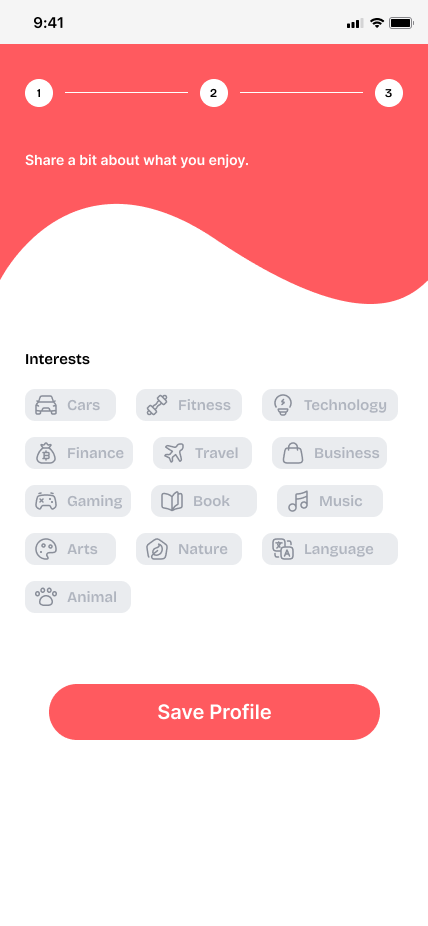 9:41
1 2 3
Share a bit about what you enjoy.
Interests
Cars Fitness Technology
Finance Travel Business
Gaming Book Music
Arts Nature Language
Animal
Save Profile